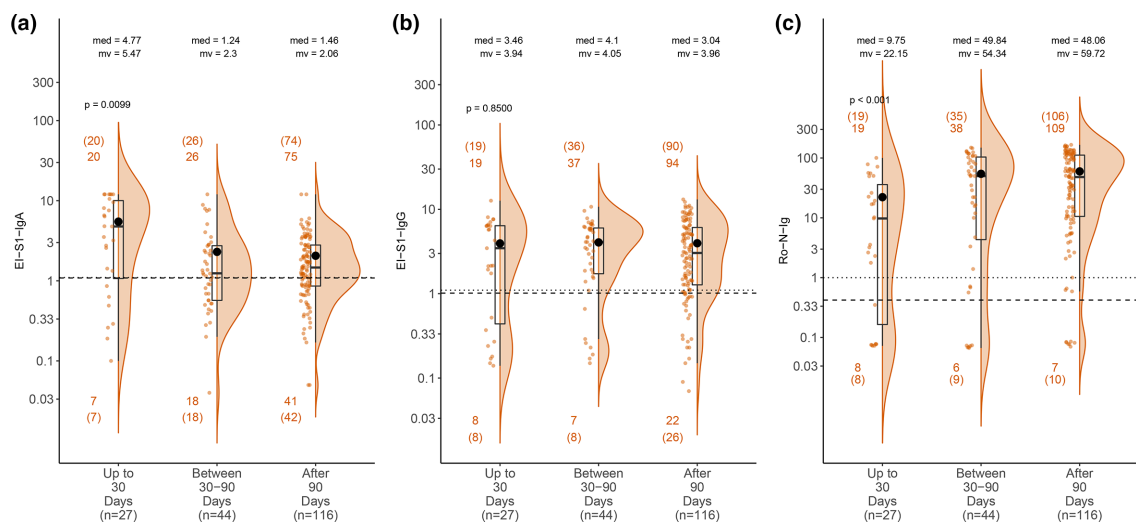 (a)
med = 4.77
mv = 5.47
med = 1.24
mv = 2.3
med = 1.46
mv = 2.06
p = 0.0099
(20)
20
(26)
26
(74)
75
300
100
30
10
3
1
0.33
0.1
0.03
EI−S1−IgA
7
(7)
18
(18)
41
(42)
Up to
30
Days
(n=27)
Between
30−90
Days
(n=44)
After
90
Days
(n=116)
(b)
med = 3.46
mv = 3.94
med = 4.1
mv = 4.05
med = 3.04
mv = 3.96
p = 0.8500
(19)
19
(36)
37
(90)
94
300
100
30
10
3
1
0.33
0.1
0.03
EI−S1−IgG
8
(8)
7
(8)
22
(26)
Up to
30
Days
(n=27)
Between
30−90
Days
(n=44)
After
90
Days
(n=116)
(c)
med = 9.75
mv = 22.15
med = 49.84
mv = 54.34
med = 48.06
mv = 59.72
p < 0.001
(19)
19
(35)
38
(106)
109
300
100
30
10
3
1
0.33
0.1
0.03
Ro−N−Ig
8
(8)
6
(9)
7
(10)
Up to
30
Days
(n=27)
Between
30−90
Days
(n=44)
After
90
Days
(n=116)